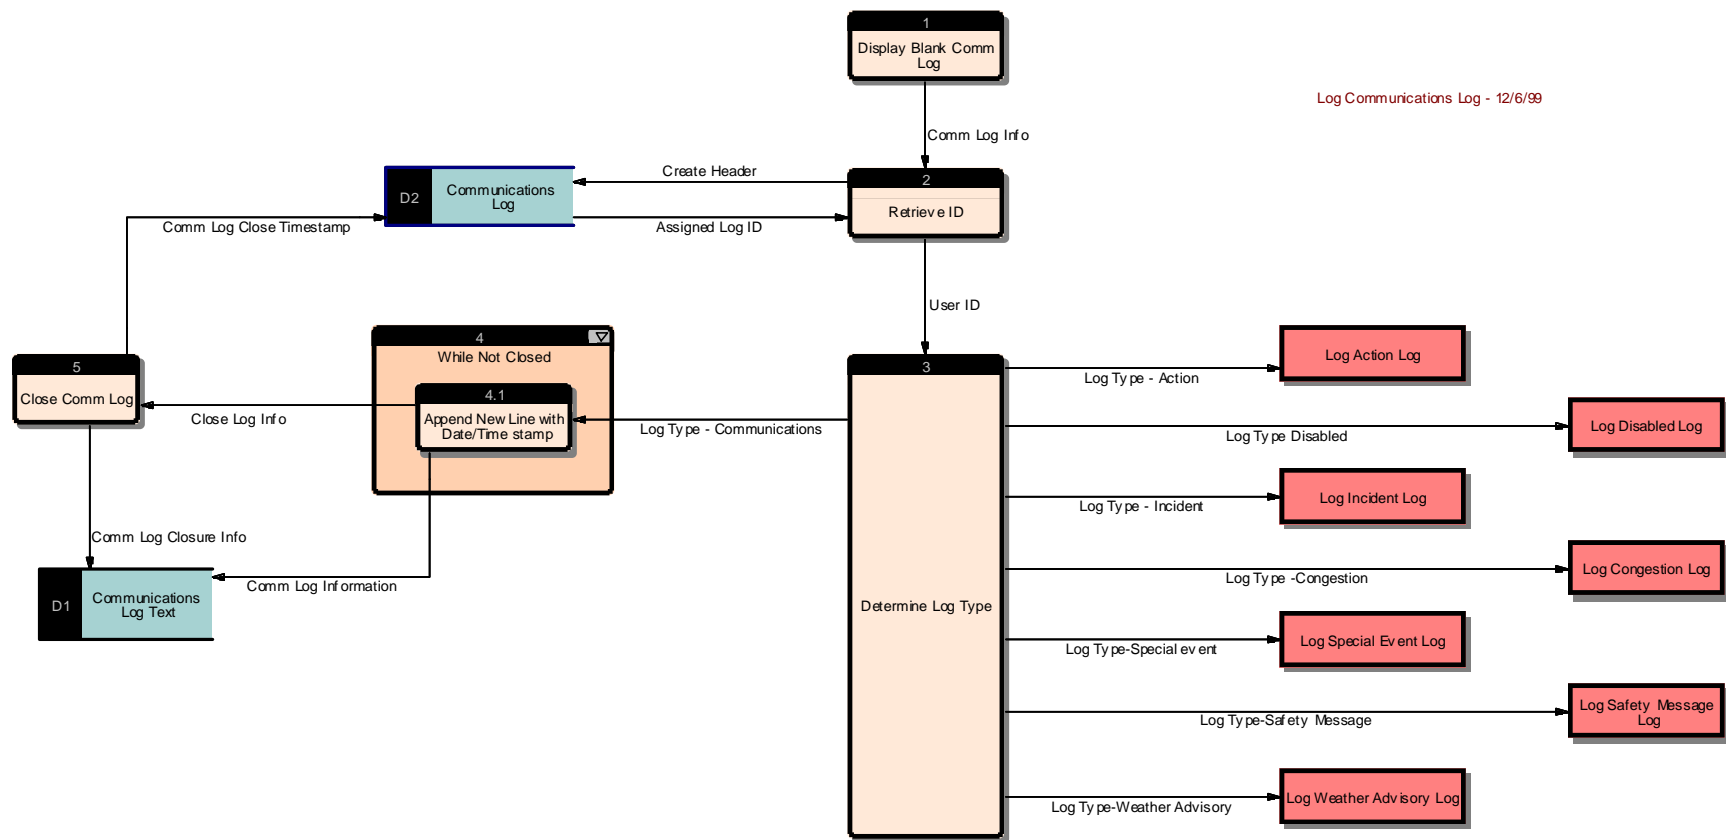 1
Display Blank Comm
Log
Log Communications Log - 12/6/99
Comm Log Info
Create Header
2
D2
Communications
Log
Retrieve ID
Comm Log Close Timestamp
Assigned Log ID
User ID
4
While Not Closed
5
Close Comm Log
4.1
Append New Line with
Date/Time stamp
Close Log Info
Log Type - Communications
3
Determine Log Type
Log Action Log
Log Type - Action
Log Disabled Log
Log Type Disabled
Log Incident Log
Log Type - Incident
Comm Log Closure Info
Comm Log Information
D1
Communications
Log Text
Log Congestion Log
Log Type -Congestion
Log Special Event Log
Log Type-Special event
Log Safety Message
Log
Log Type-Safety Message
Log Weather Advisory Log
Log Type-Weather Advisory